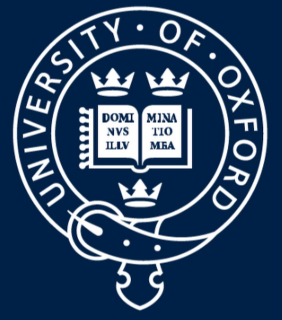 UNIVERSITY · OF · OXFORD
DOMI
NVS
ILLV
MINA
TIO
MEA